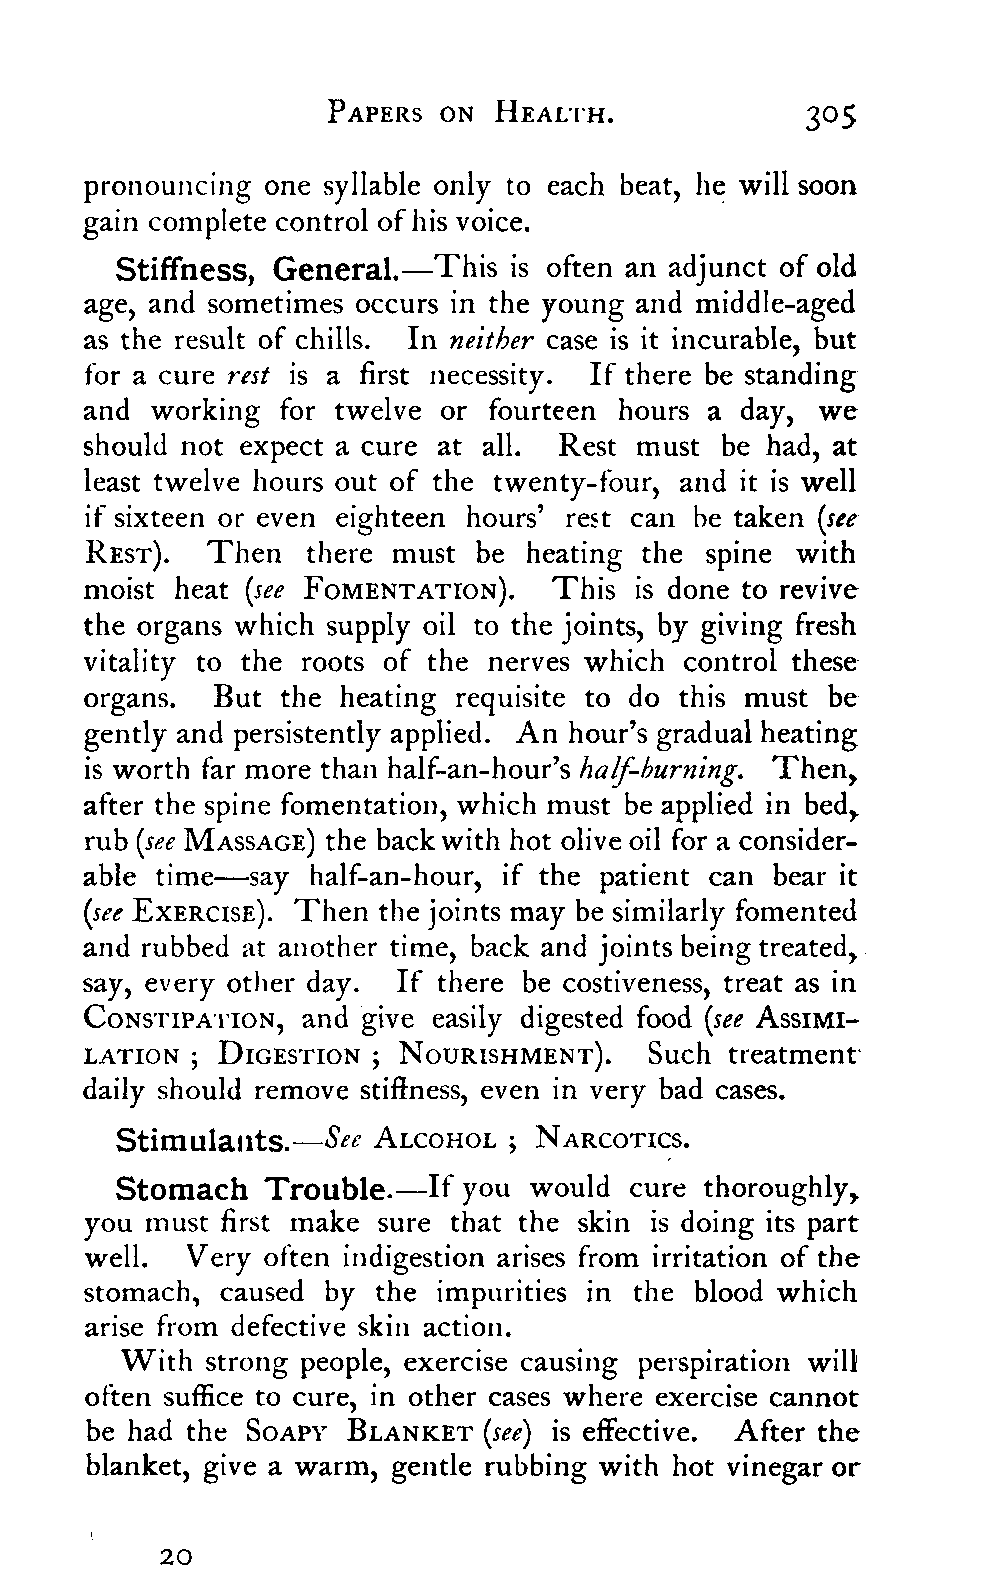 PAPERS ON HEALTH. 305
pronouncing one syllable only to each beat, he will soon
gain complete control of his voice.
Stiffness, General.—This is often an adjunct of old
age, and sometimes occurs in the young and middle-aged
as the result of chills. In neither case is it incurable, but
for a cure rest is a first necessity. If there be standing
and working for twelve or fourteen hours a day, we
should not expect a cure at all. Rest must be had, at
least twelve hours out of the twenty-four, and it is well
if sixteen or even eighteen hours' rest can be taken (see
REST). Then there must be heating the spine with
moist heat (see FOMENTATION). This is done to revive
the organs which supply oil to the joints, by giving fresh
vitality to the roots of the nerves which control these
organs. But the heating requisite to do this must be
gently and persistently applied. An hour's gradual heating
is worth far more than half-an-hour's half-burning. Then,
after the spine fomentation, which must be applied in bed,
rub (see MASSAGE) the back with hot olive oil for a consider-
able time—say half-an-hour, if the patient can bear it
(see EXERCISE). Then the joints may be similarly fomented
and rubbed at another time, back and joints being treated,
say, every other day. If there be costiveness, treat as in
CONSTIPATION, and give easily digested food (see ASSIMI-
LATION ; DIGESTION ; NOURISHMENT). Such treatment
daily should remove stiffness, even in very bad cases.
Stimulants.—See ALCOHOL ; NARCOTICS.
Stomach Trouble.—If you would cure thoroughly,
you must first make sure that the skin is doing its part
well. Very often indigestion arises from irritation of the
stomach, caused by the impurities in the blood which
arise from defective skin action.
With strong people, exercise causing perspiration will
often suffice to cure, in other cases where exercise cannot
be had the SOAPY BLANKET (see) is effective. After the
blanket, give a warm, gentle rubbing with hot vinegar or
20